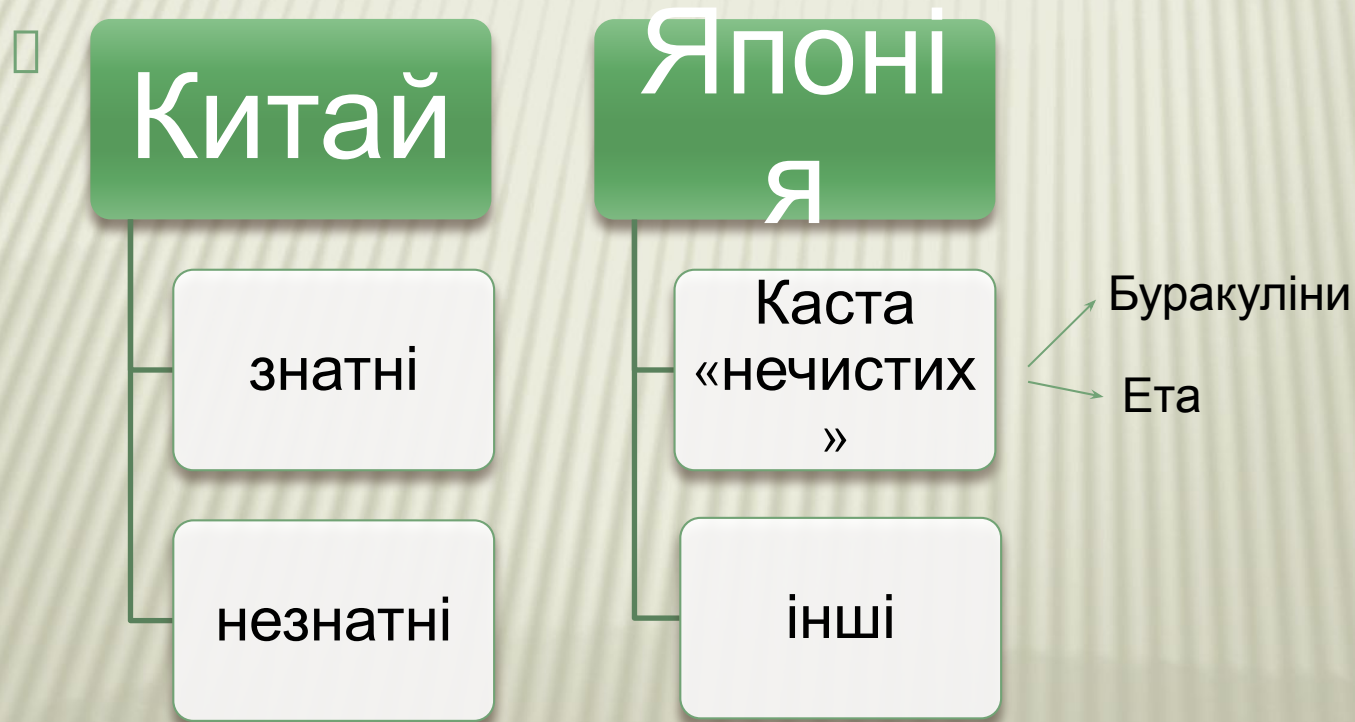 Китай
знатні
незнатні
Японі
я
Каста
«нечистих
»
інші
Буракуліни
Ета